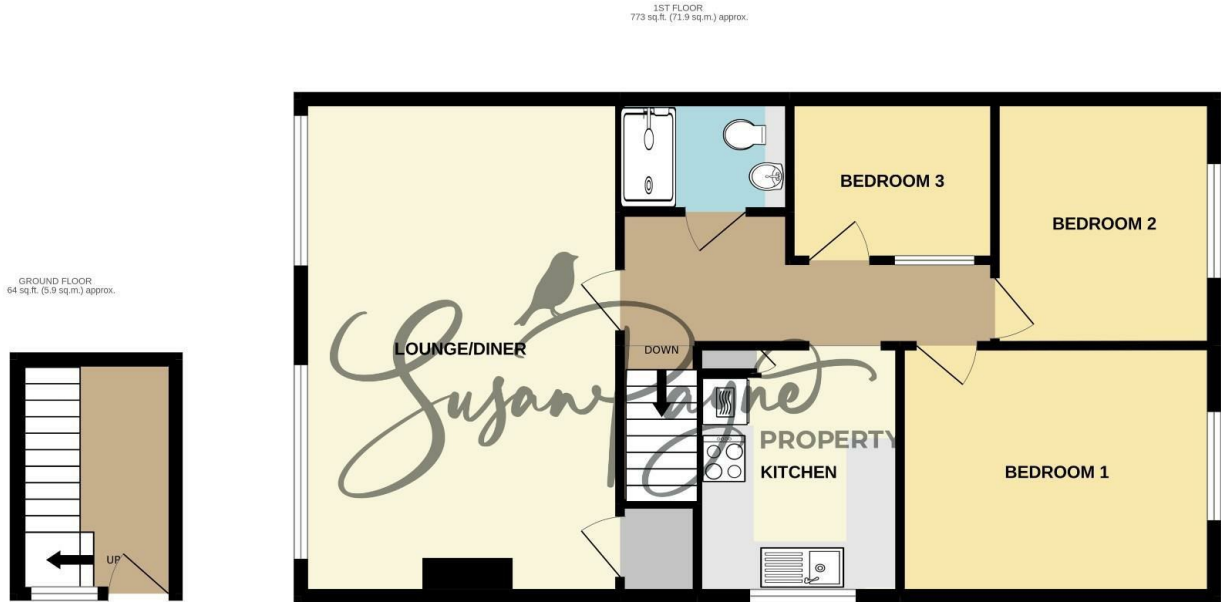 1ST FLOOR
773 sq.ft. (71.9 sq.m.) approx.
GROUND FLOOR
64 sq.ft. (5.9 sq.m.) approx.
BEDROOM 3
BEDROOM 2
LOUNGE/DINER
DOWN
Susan Payne
PROPERTY
KITCHEN
BEDROOM 1
UP